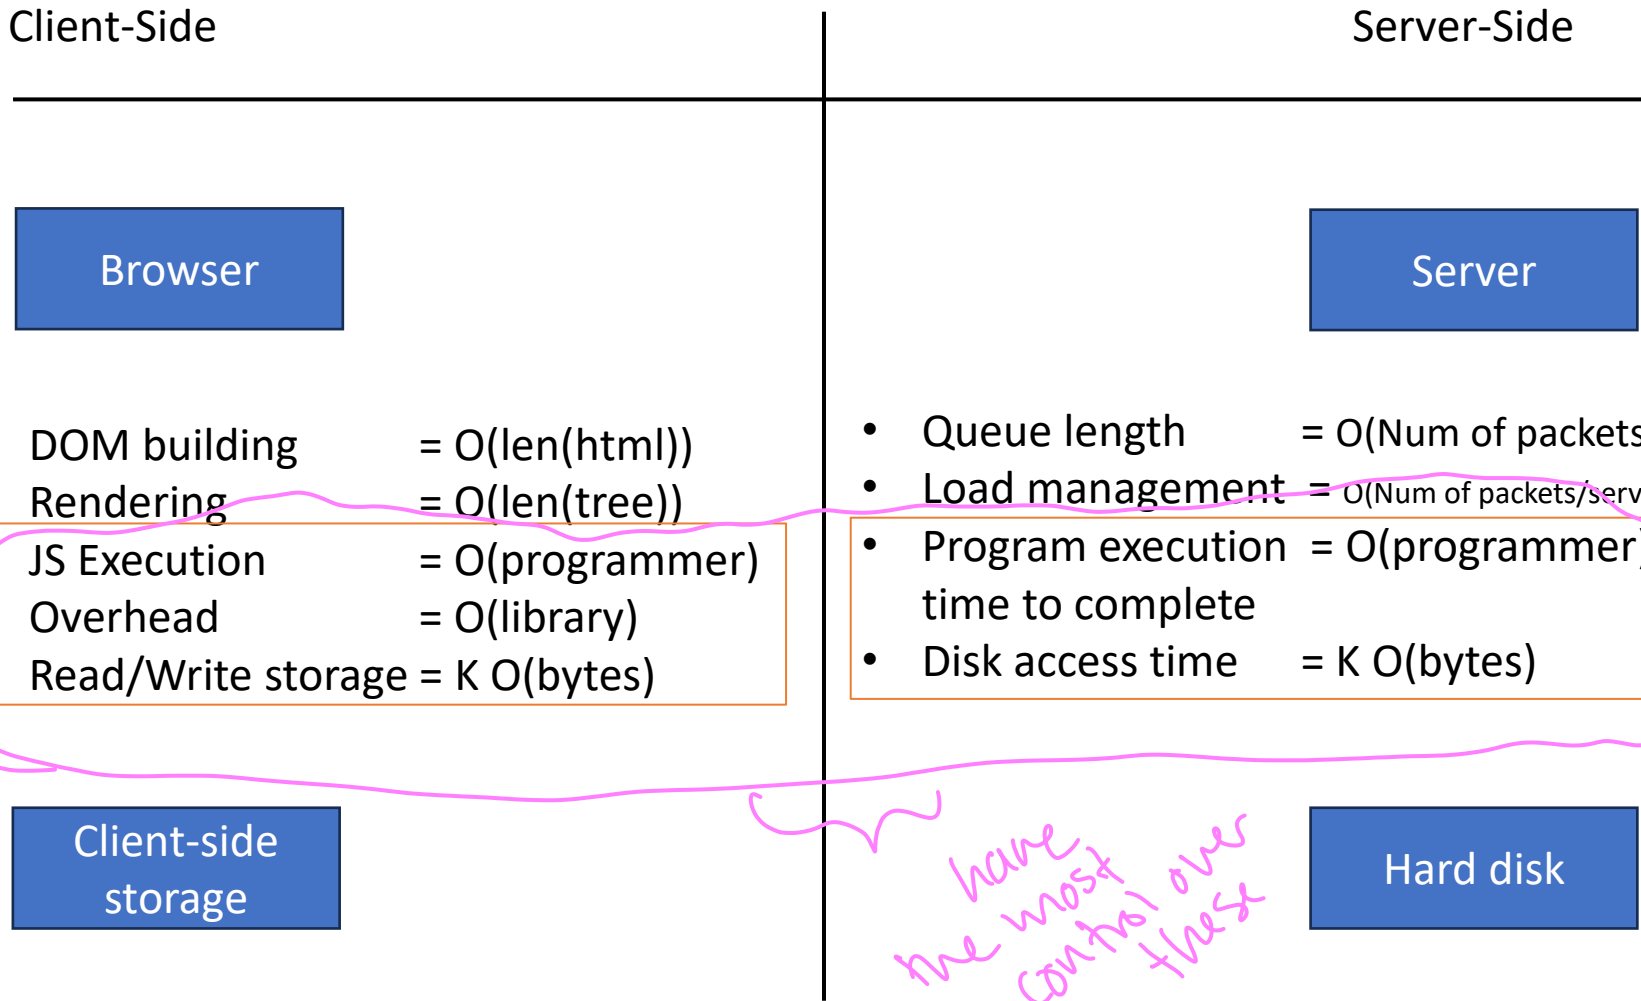 Client-Side
Server-Side
Browser
Server
DOM building = O(len(html))
Rendering = O(len(tree))
JS Execution = O(programmer)
Overhead = O(library)
Read/Write storage = K O(bytes)
• Queue length = O(Num of packets
• Load management = O(Num of packets/serv
• Program execution = O(programmer)
time to complete
• Disk access time = K O(bytes)
Client-side
storage
have
the most
control over
these
Hard disk